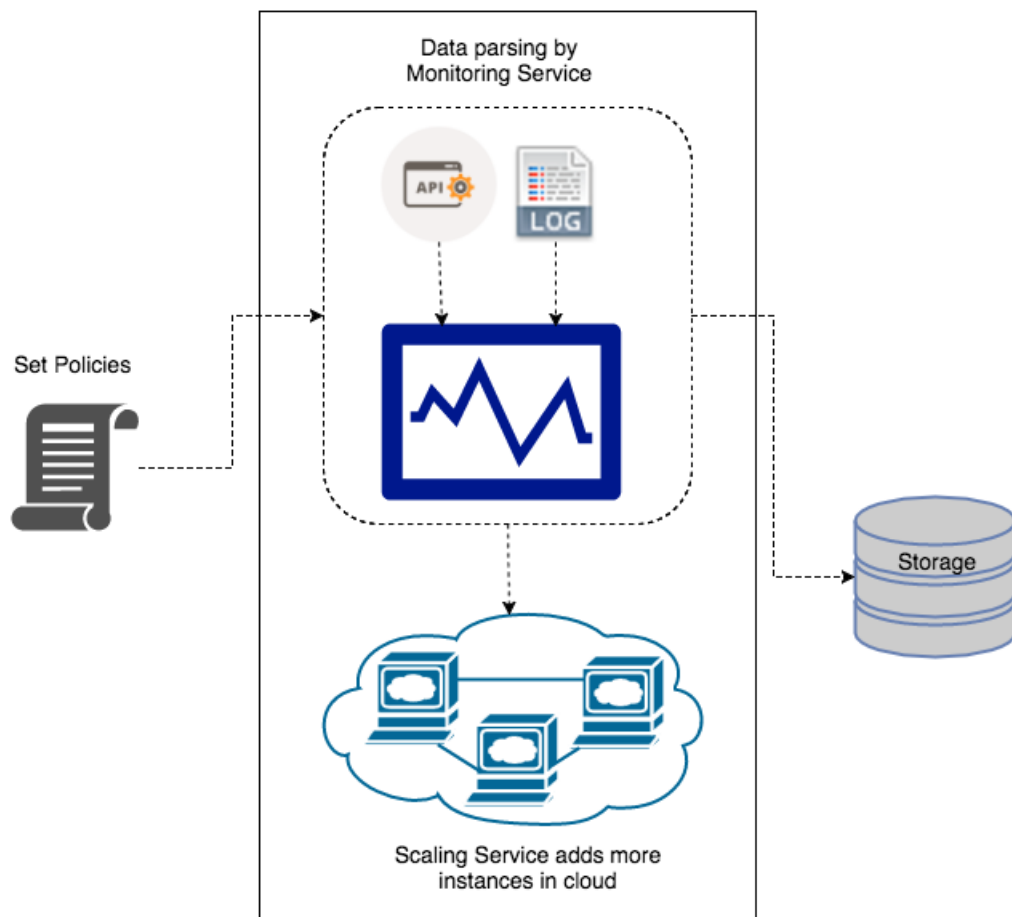 Data parsing by
Monitoring Service
API
LOG
Set Policies
Storage
Scaling Service adds more
instances in cloud